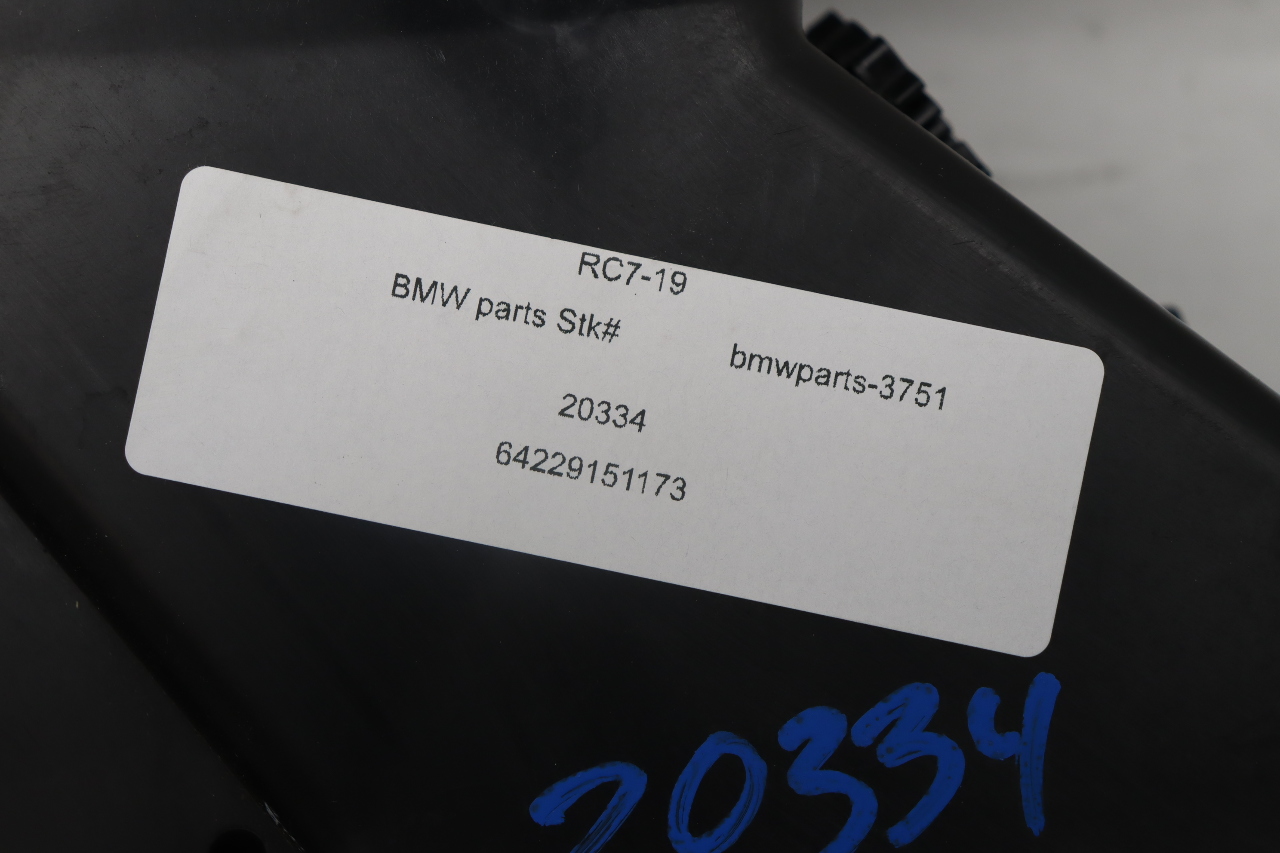 RC7-19
BMW parts Stk#
bmwparts-3751
20334
64229151173
20334